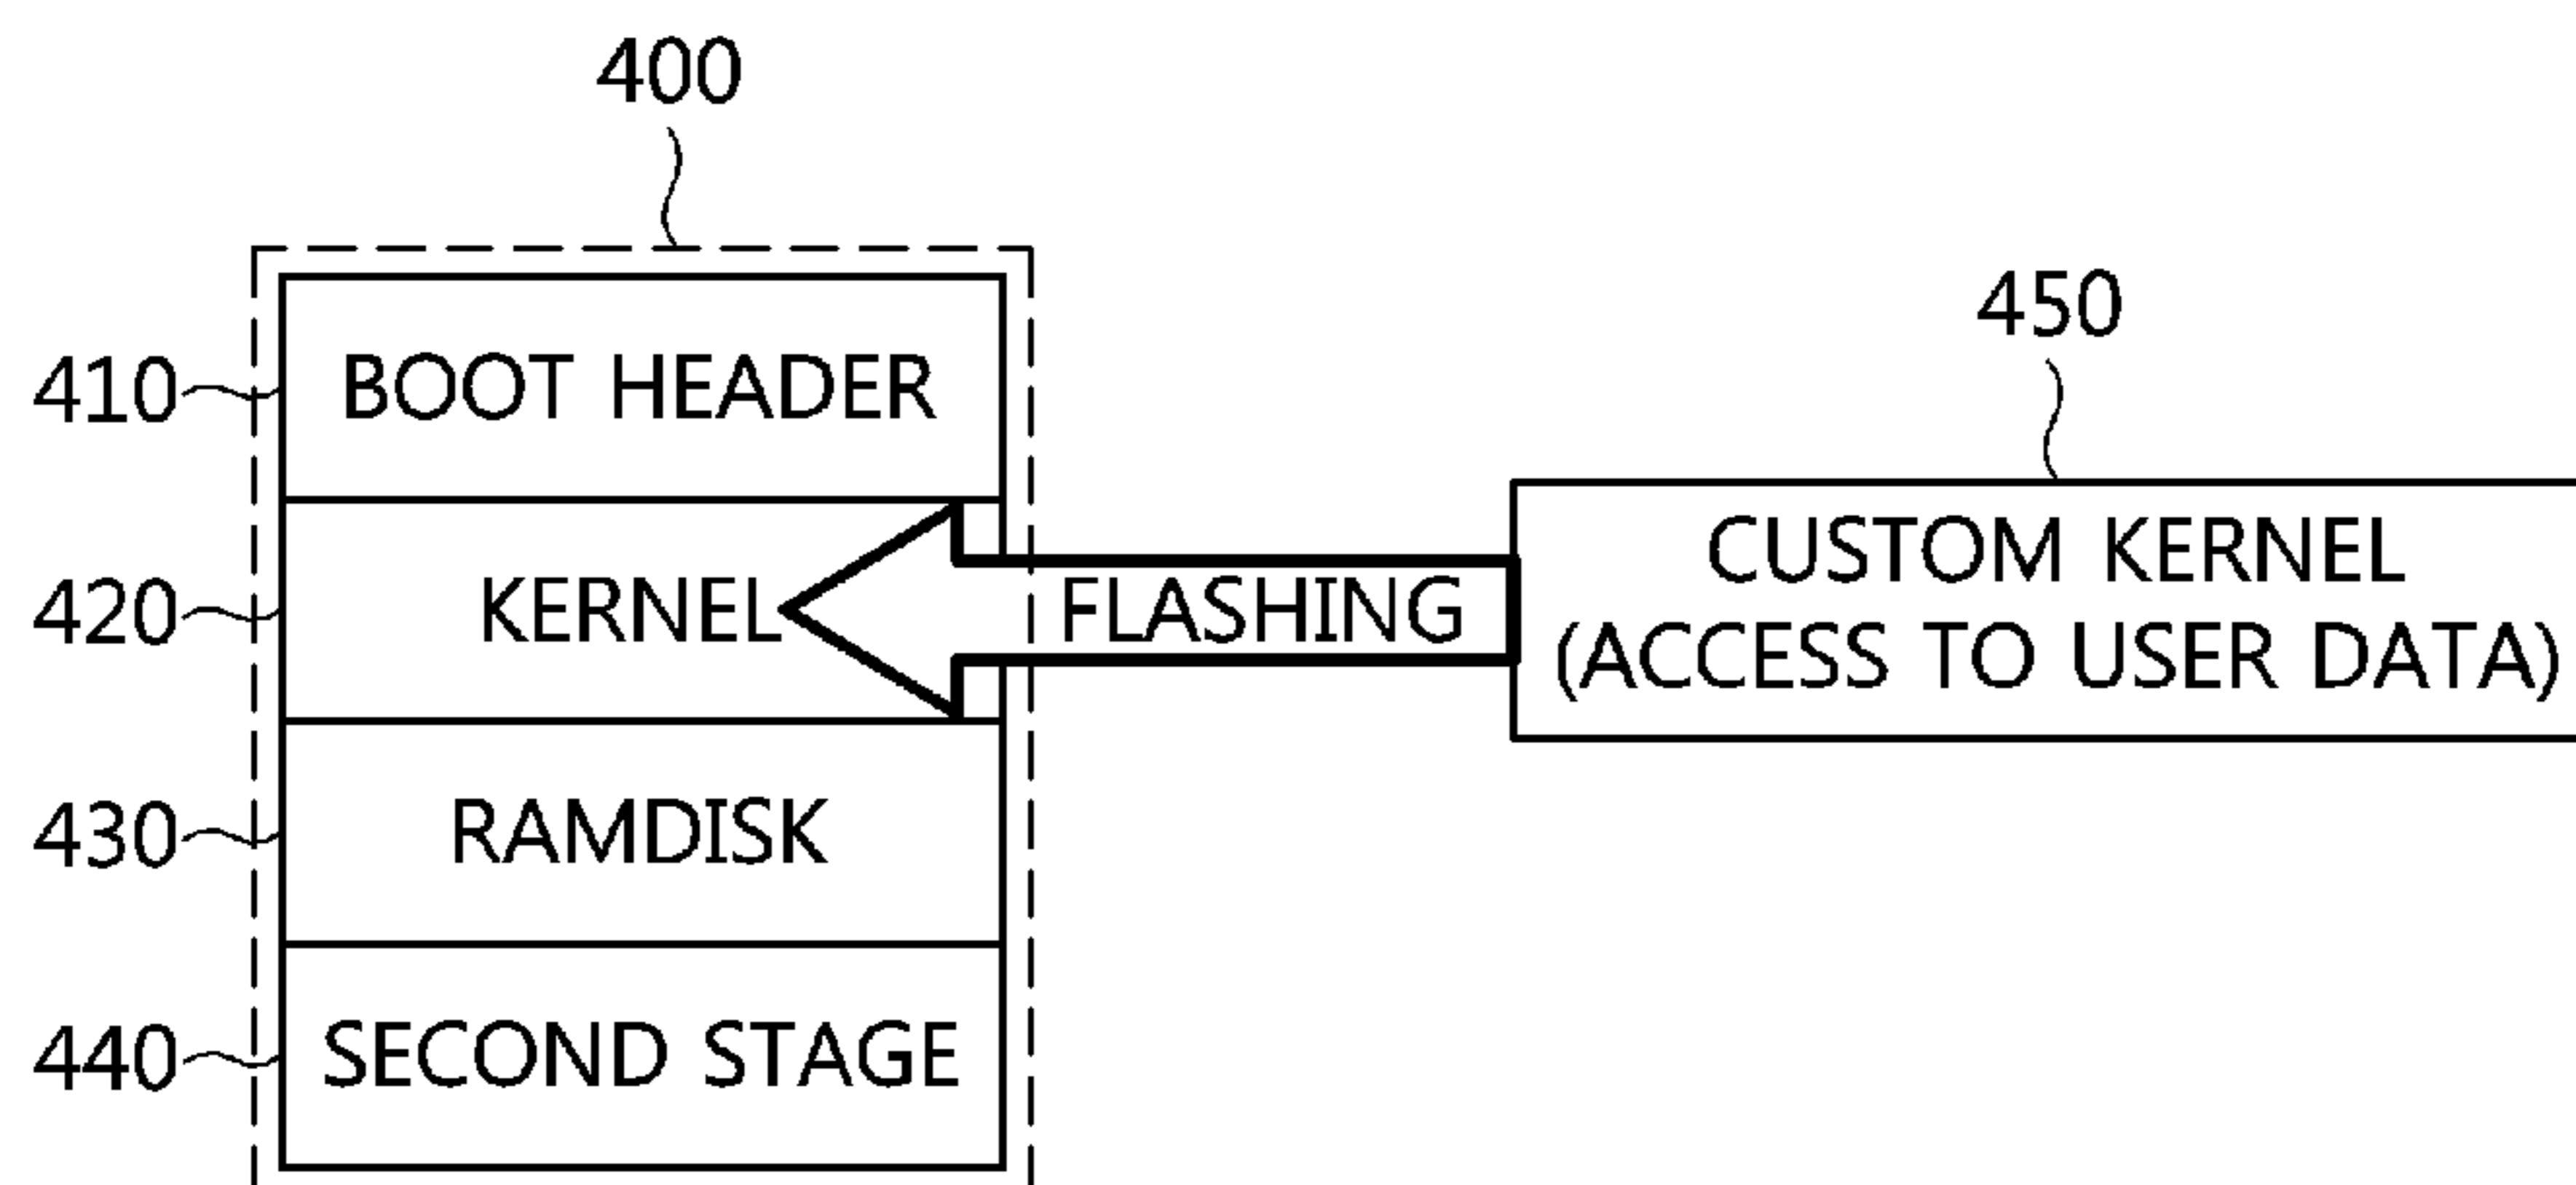 400
450
410 BOOT HEADER
CUSTOM KERNEL
420 KERNEL FLASHING
(ACCESS TO USER DATA)
430 RAMDISK
440 SECOND STAGE